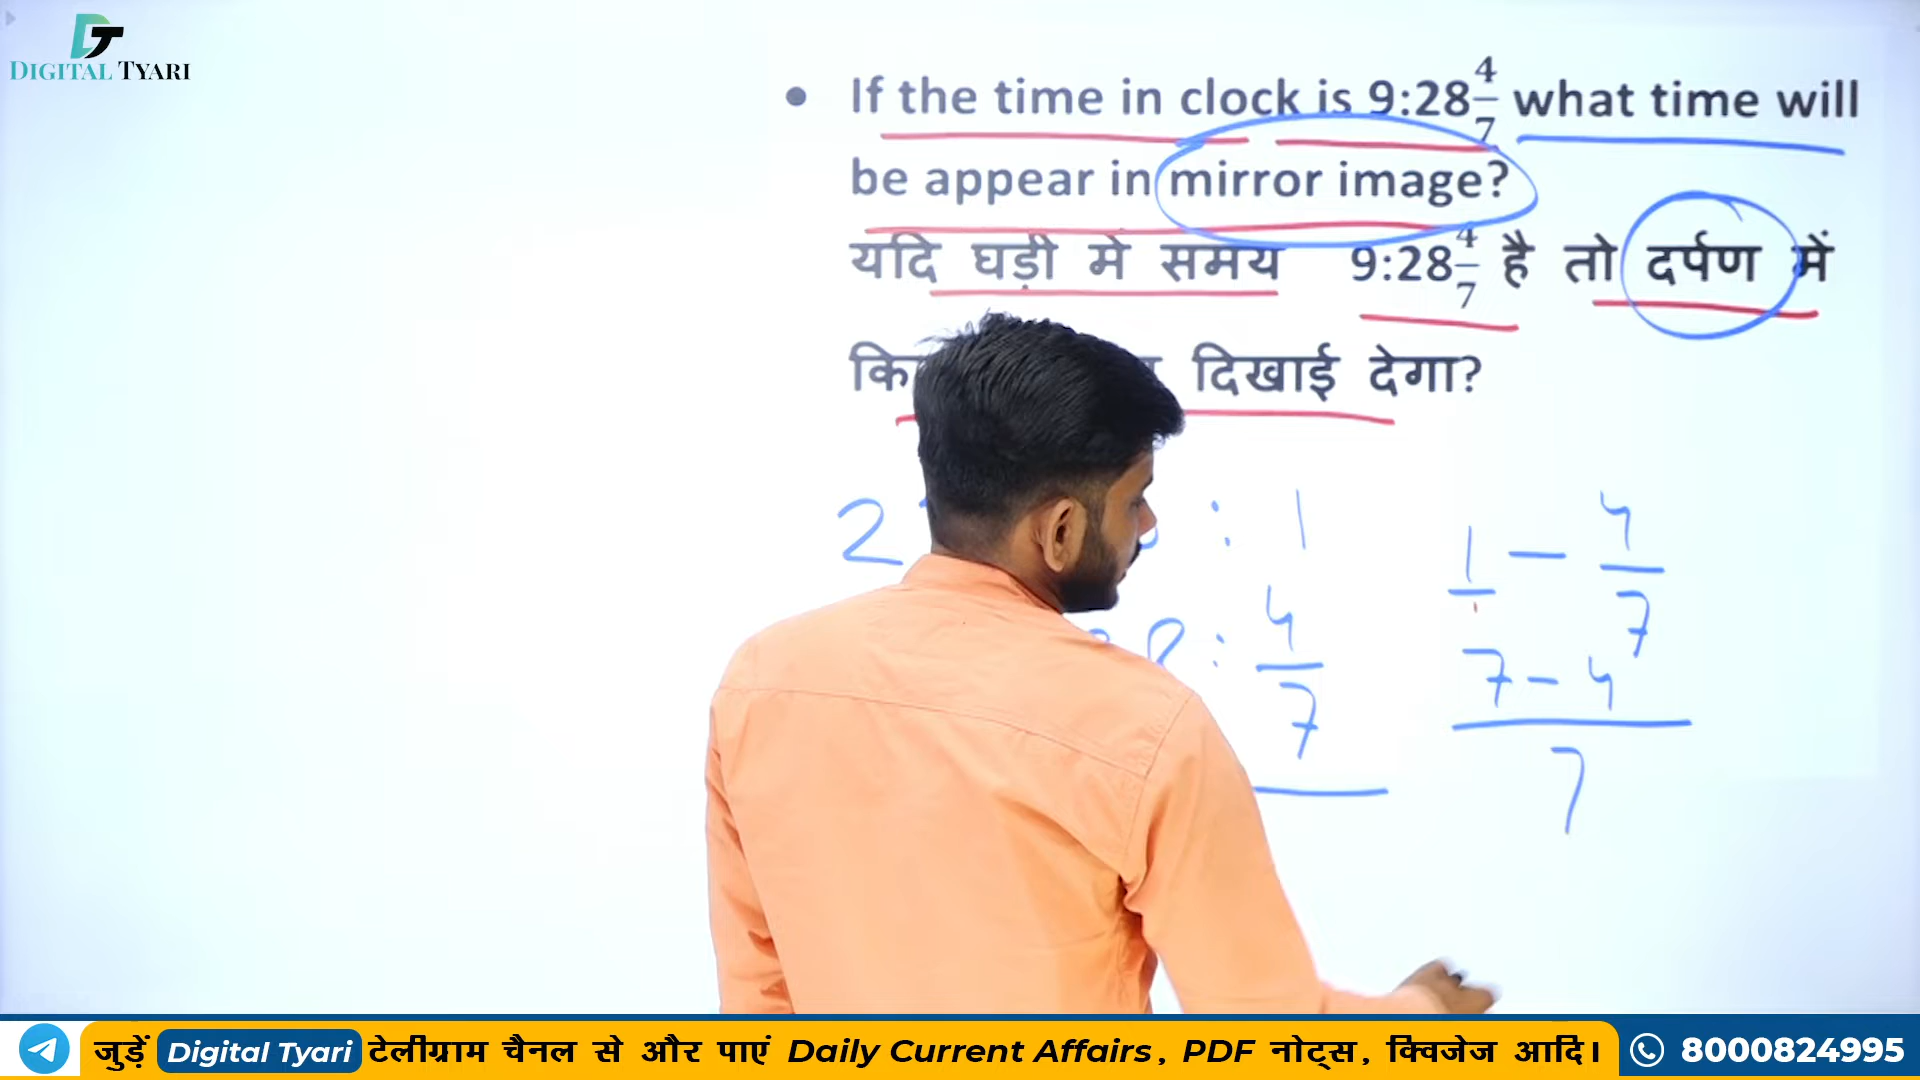 DIGITAL TYARI
• If the time in clock is 9:28 4/7 what time will
be appear in mirror image?
यदि घड़ी मे समय 9:28 4/7 है तो दर्पण में
दिखाई देगा?
2 : 1
: 4/7
1/1 - 4/7
7-4
7
जुड़ें Digital Tyari टेलीग्राम चैनल से और पाएं Daily Current Affairs, PDF नोट्स, क्विजेज आदि। 8000824995